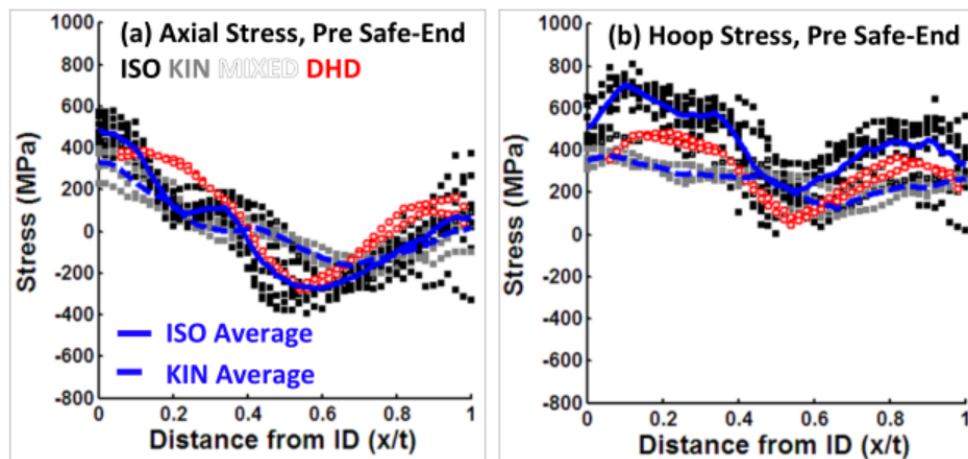 (a) Axial Stress, Pre Safe-End
ISO KIN MIXED DHD
Stress (MPa)
1000
800
600
400
200
0
-200
-400
-600
-800
ISO Average
KIN Average
0 0.2 0.4 0.6 0.8 1
Distance from ID (x/t)
(b) Hoop Stress, Pre Safe-End
Stress (MPa)
1000
800
600
400
200
0
-200
-400
-600
-800
0 0.2 0.4 0.6 0.8 1
Distance from ID (x/t)